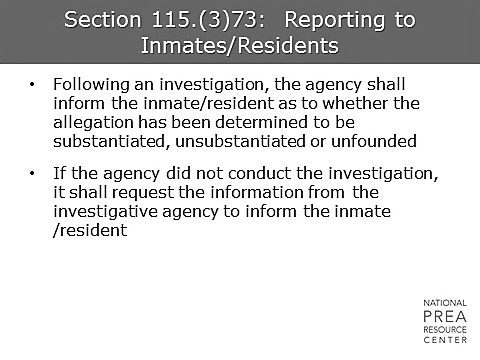 Section 115.(3)73:  Reporting to
Inmates/Residents
• Following an investigation, the agency shall
inform the inmate/resident as to whether the
allegation has been determined to be
substantiated, unsubstantiated or unfounded
• If the agency did not conduct the investigation,
it shall request the information from the
investigative agency to inform the inmate
/resident
NATIONAL
PREA
RESOURCE
CENTER